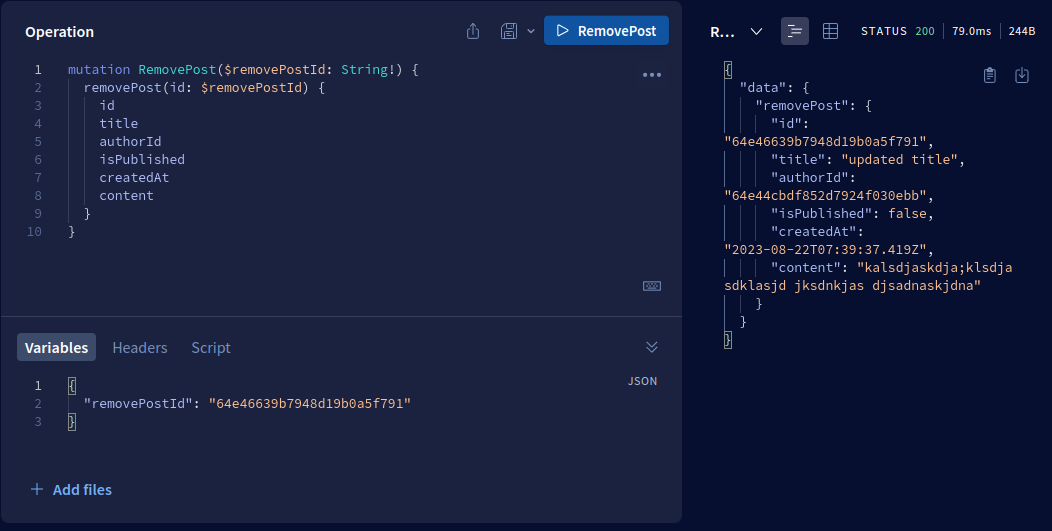 Operation
RemovePost
1 mutation RemovePost($removePostId: String!) {
2 removePost(id: $removePostId) {
3 id
4 title
5 authorId
6 isPublished
7 createdAt
8 content
9 }
10 }
Variables Headers Script
JSON
1 {
2 "removePostId": "64e46639b7948d19b0a5f791"
3 }
+ Add files
R... STATUS 200 79.0ms 244B
{
"data": {
"removePost": {
"id":
"64e46639b7948d19b0a5f791",
"title": "updated title",
"authorId":
"64e44cbdf852d7924f030ebb",
"isPublished": false,
"createdAt":
"2023-08-22T07:39:37.419Z",
"content": "kalsdjaskdja;klsdja
sdklasjd jksdnkjas djsadnaskjdna"
}
}
}